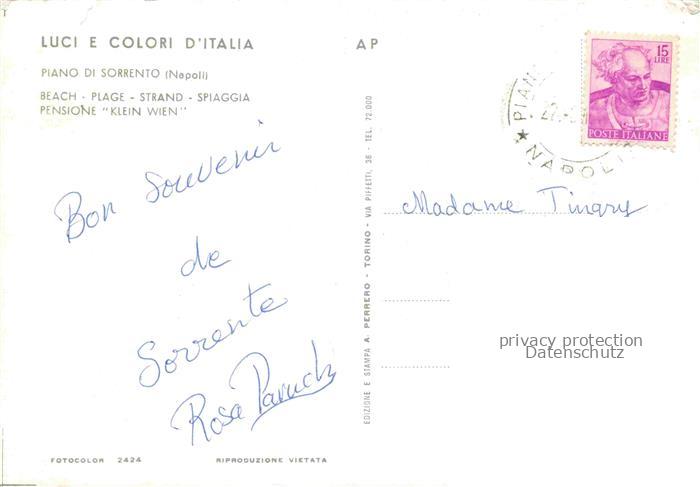 LUCI E COLORI D'ITALIA
AP
PIANO DI SORRENTO (Napoli)
BEACH - PLAGE - STRAND - SPIAGGIA
PENSIONE "KLEIN WIEN"
15
LIRE
POSTE ITALIANE
NAPOLI
Bon Souvenir
de
Sorrente
Rosa
EDIZIONE E STAMPA A. PERRERO - TORINO - VIA PIFFETTI, 36 - TEL. 72.000
Madame Tingry
privacy protection
Datenschutz
FOTOCOLOR 2424
RIPRODUZIONE VIETATA